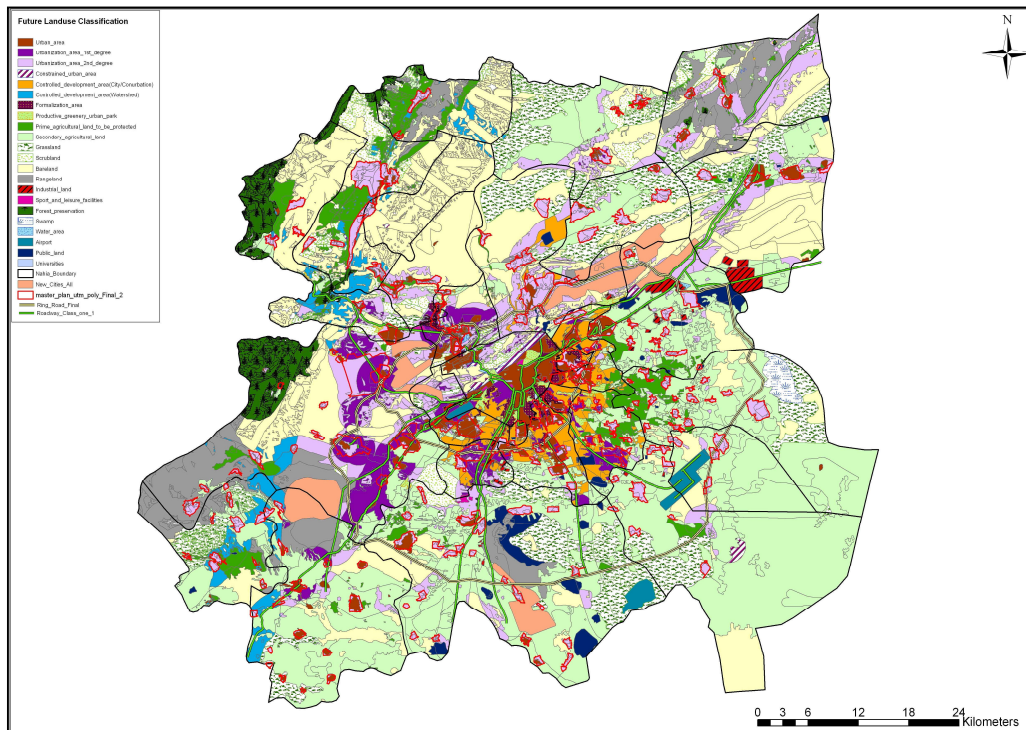 Future Landuse Classification
Urban_area
Urbanization_area_1st_degree
Urbanization_area_2nd_degree
Constrained_urban_area
Controlled_development_area(City/Conurbation)
Controlled_development_area(Watershed)
Formalization_area
Productive_greenery_urban_park
Prime_agricultural_land_to_be_protected
Secondary_agricultural_land
Grassland
Scrubland
Bareland
Rangeland
Industrial_land
Sport_and_leisure_facilities
Forest_preservation
Swamp
Water_area
Airport
Public_land
Universities
Nahia_Boundary
New_Cities_All
master_plan_utm_poly_Final_2
Ring_Road_Final
Roadway_Class_one_1
N
0 3 6 12 18 24
Kilometers